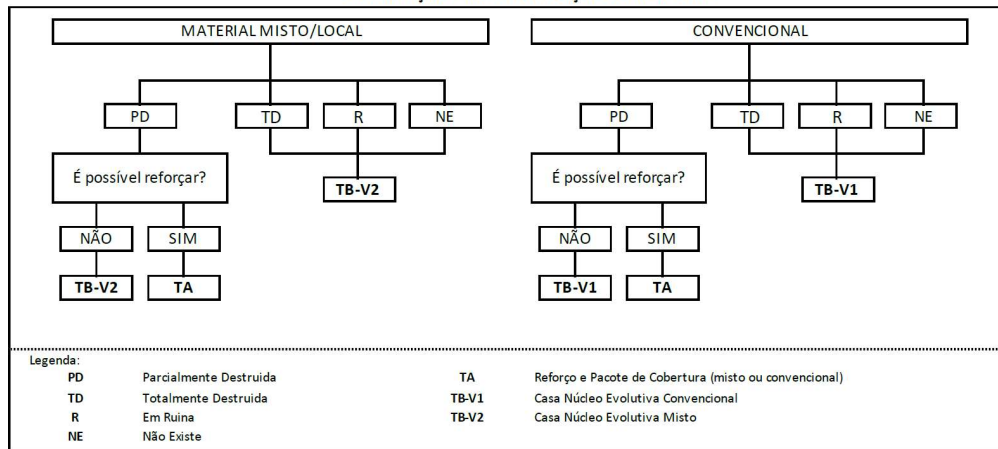 MATERIAL MISTO/LOCAL
PD
TD
R
NE
É possível reforçar?
TB-V2
NÃO
SIM
TB-V2
TA
CONVENCIONAL
PD
TD
R
NE
É possível reforçar?
TB-V1
NÃO
SIM
TB-V1
TA
Legenda:
PD Parcialmente Destruida
TD Totalmente Destruida
R Em Ruina
NE Não Existe
TA Reforço e Pacote de Cobertura (misto ou convencional)
TB-V1 Casa Núcleo Evolutiva Convencional
TB-V2 Casa Núcleo Evolutiva Misto